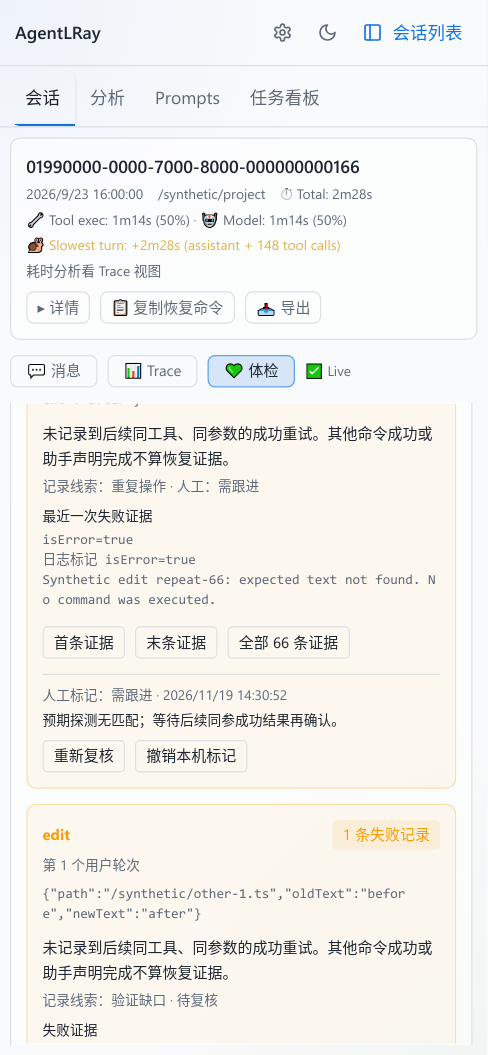 AgentLRay
会话列表
会话
分析
Prompts
任务看板
01990000-0000-7000-8000-000000000166
2026/9/23 16:00:00 /synthetic/project ⏱ Total: 2m28s
🦴 Tool exec: 1m14s (50%) · Model: 1m14s (50%)
Slowest turn: +2m28s (assistant + 148 tool calls)
耗时分析看 Trace 视图
▸ 详情
📋 复制恢复命令
📥 导出
💬 消息
📊 Trace
💚 体检
✅ Live
未记录到后续同工具、同参数的成功重试。其他命令成功或
助手声明完成不算恢复证据。
记录线索：重复操作 · 人工：需跟进
最近一次失败证据
isError=true
日志标记 isError=true
Synthetic edit repeat-66: expected text not found. N
o command was executed.
首条证据
末条证据
全部 66 条证据
人工标记：需跟进 · 2026/11/19 14:30:52
预期探测无匹配；等待后续同参成功结果再确认。
重新复核
撤销本机标记
edit
1 条失败记录
第 1 个用户轮次
{"path":"/synthetic/other-1.ts","oldText":"befor
e","newText":"after"}
未记录到后续同工具、同参数的成功重试。其他命令成功或
助手声明完成不算恢复证据。
记录线索：验证缺口 · 待复核
失败证据